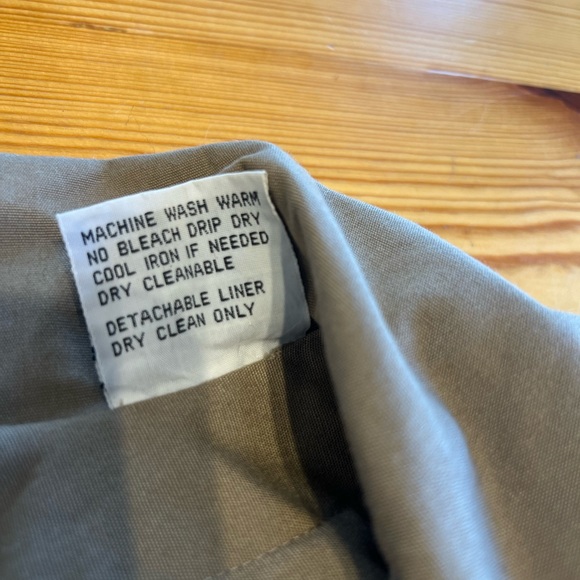 MACHINE WASH WARM
NO BLEACH DRIP DRY
COOL IRON IF NEEDED
DRY CLEANABLE
DETACHABLE LINER
DRY CLEAN ONLY